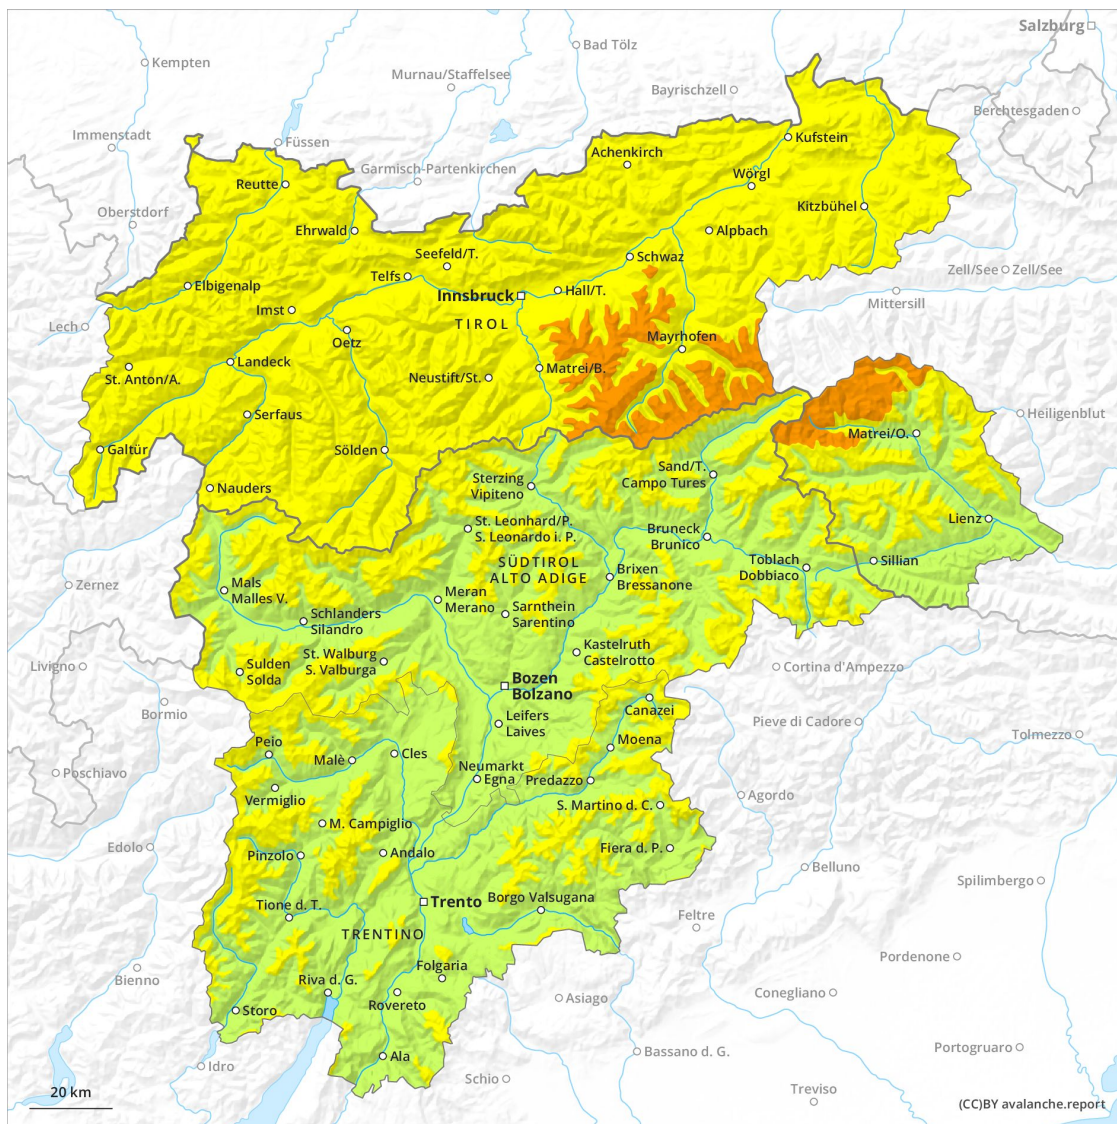 Salzburg
Bad Tölz
Kempten
Murnau/Staffelsee
Bayrischzell
Berchtesgaden
Immenstadt
Füssen
Kufstein
Achenkirch
Garmisch-Partenkirchen
Wörgl
Reutte
Oberstdorf
Kitzbühel
Ehrwald
Alpbach
Seefeld/T.
Schwaz
Zell/See
Zell/See
Telfs
Elbigenalp
Hall/T.
Innsbruck
Mittersill
Imst
TIROL
Lech
Oetz
Mayrhofen
Landeck
Matrei/B.
St. Anton/A.
Neustift/St.
Serfaus
Heiligenblut
Matrei/O.
Galtür
Sölden
Sand/T.
Campo Tures
Sterzing
Vipiteno
Nauders
Lienz
St. Leonhard/P.
S. Leonardo i. P.
Bruneck
Brunico
SÜDTIROL
ALTO ADIGE
Toblach
Dobbiaco
Sillian
Brixen
Bressanone
Zernez
Mals
Malles V.
Meran
Merano
Sarnthein
Sarentino
Schlanders
Silandro
Kastelruth
Castelrotto
St. Walburg
S. Valburga
Livigno
Sulden
Solda
Cortina d'Ampezzo
Bozen
Bolzano
Canazei
Bormio
Leifers
Laives
Pieve di Cadore
Tolmezzo
Moena
Peio
Cles
Malè
Poschiavo
Neumarkt
Egna
Predazzo
Vermiglio
Agordo
S. Martino d. C.
M. Campiglio
Edolo
Pinzolo
Andalo
Fiera d. P.
Belluno
Spilimbergo
Borgo Valsugana
Trento
Tione d. T.
Feltre
TRENTINO
Pordenone
Folgaria
Bienno
Riva d. G.
Rovereto
Conegliano
Asiago
Storo
Portogruaro
Bassano d. G.
Ala
Idro
Schio
Treviso
20 km
(CC)BY avalanche.report